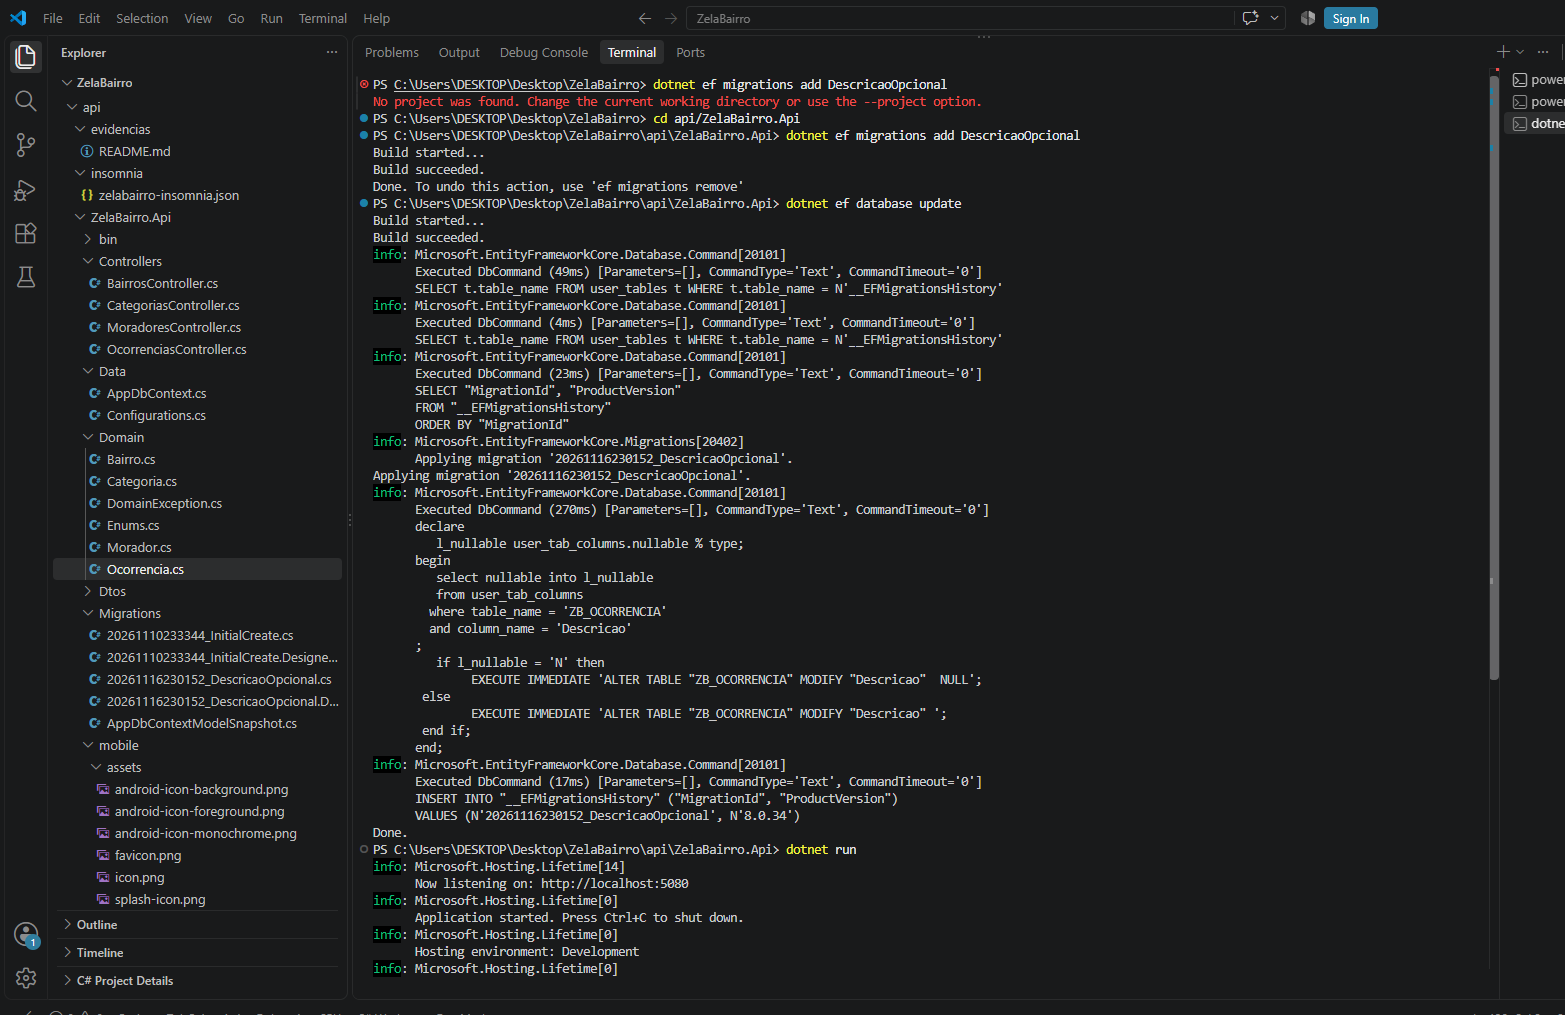 File Edit Selection View Go Run Terminal Help
ZelaBairro
Sign In
Explorer
ZelaBairro
api
evidencias
README.md
insomnia
{} zelabairro-insomnia.json
ZelaBairro.Api
bin
Controllers
C# BairrosController.cs
C# CategoriasController.cs
C# MoradoresController.cs
C# OcorrenciasController.cs
Data
C# AppDbContext.cs
C# Configurations.cs
Domain
C# Bairro.cs
C# Categoria.cs
C# DomainException.cs
C# Enums.cs
C# Morador.cs
C# Ocorrencia.cs
Dtos
Migrations
C# 20261110233344_InitialCreate.cs
C# 20261110233344_InitialCreate.Designe...
C# 20261116230152_DescricaoOpcional.cs
C# 20261116230152_DescricaoOpcional.D...
C# AppDbContextModelSnapshot.cs
mobile
assets
android-icon-background.png
android-icon-foreground.png
android-icon-monochrome.png
favicon.png
icon.png
splash-icon.png
Outline
Timeline
C# Project Details
1
Problems Output Debug Console Terminal Ports
PS C:\Users\DESKTOP\Desktop\ZelaBairro> dotnet ef migrations add DescricaoOpcional
No project was found. Change the current working directory or use the --project option.
PS C:\Users\DESKTOP\Desktop\ZelaBairro> cd api/ZelaBairro.Api
PS C:\Users\DESKTOP\Desktop\ZelaBairro\api\ZelaBairro.Api> dotnet ef migrations add DescricaoOpcional
Build started...
Build succeeded.
Done. To undo this action, use 'ef migrations remove'
PS C:\Users\DESKTOP\Desktop\ZelaBairro\api\ZelaBairro.Api> dotnet ef database update
Build started...
Build succeeded.
info: Microsoft.EntityFrameworkCore.Database.Command[20101]
Executed DbCommand (49ms) [Parameters=[], CommandType='Text', CommandTimeout='0']
SELECT t.table_name FROM user_tables t WHERE t.table_name = N'__EFMigrationsHistory'
info: Microsoft.EntityFrameworkCore.Database.Command[20101]
Executed DbCommand (4ms) [Parameters=[], CommandType='Text', CommandTimeout='0']
SELECT t.table_name FROM user_tables t WHERE t.table_name = N'__EFMigrationsHistory'
info: Microsoft.EntityFrameworkCore.Database.Command[20101]
Executed DbCommand (23ms) [Parameters=[], CommandType='Text', CommandTimeout='0']
SELECT "MigrationId", "ProductVersion"
FROM "__EFMigrationsHistory"
ORDER BY "MigrationId"
info: Microsoft.EntityFrameworkCore.Migrations[20402]
Applying migration '20261116230152_DescricaoOpcional'.
Applying migration '20261116230152_DescricaoOpcional'.
info: Microsoft.EntityFrameworkCore.Database.Command[20101]
Executed DbCommand (270ms) [Parameters=[], CommandType='Text', CommandTimeout='0']
declare
l_nullable user_tab_columns.nullable % type;
begin
select nullable into l_nullable
from user_tab_columns
where table_name = 'ZB_OCORRENCIA'
and column_name = 'Descricao'
;
if l_nullable = 'N' then
EXECUTE IMMEDIATE 'ALTER TABLE "ZB_OCORRENCIA" MODIFY "Descricao"  NULL';
else
EXECUTE IMMEDIATE 'ALTER TABLE "ZB_OCORRENCIA" MODIFY "Descricao" ';
end if;
end;
info: Microsoft.EntityFrameworkCore.Database.Command[20101]
Executed DbCommand (17ms) [Parameters=[], CommandType='Text', CommandTimeout='0']
INSERT INTO "__EFMigrationsHistory" ("MigrationId", "ProductVersion")
VALUES (N'20261116230152_DescricaoOpcional', N'8.0.34')
Done.
PS C:\Users\DESKTOP\Desktop\ZelaBairro\api\ZelaBairro.Api> dotnet run
info: Microsoft.Hosting.Lifetime[14]
Now listening on: http://localhost:5080
info: Microsoft.Hosting.Lifetime[0]
Application started. Press Ctrl+C to shut down.
info: Microsoft.Hosting.Lifetime[0]
Hosting environment: Development
info: Microsoft.Hosting.Lifetime[0]
power
power
dotne